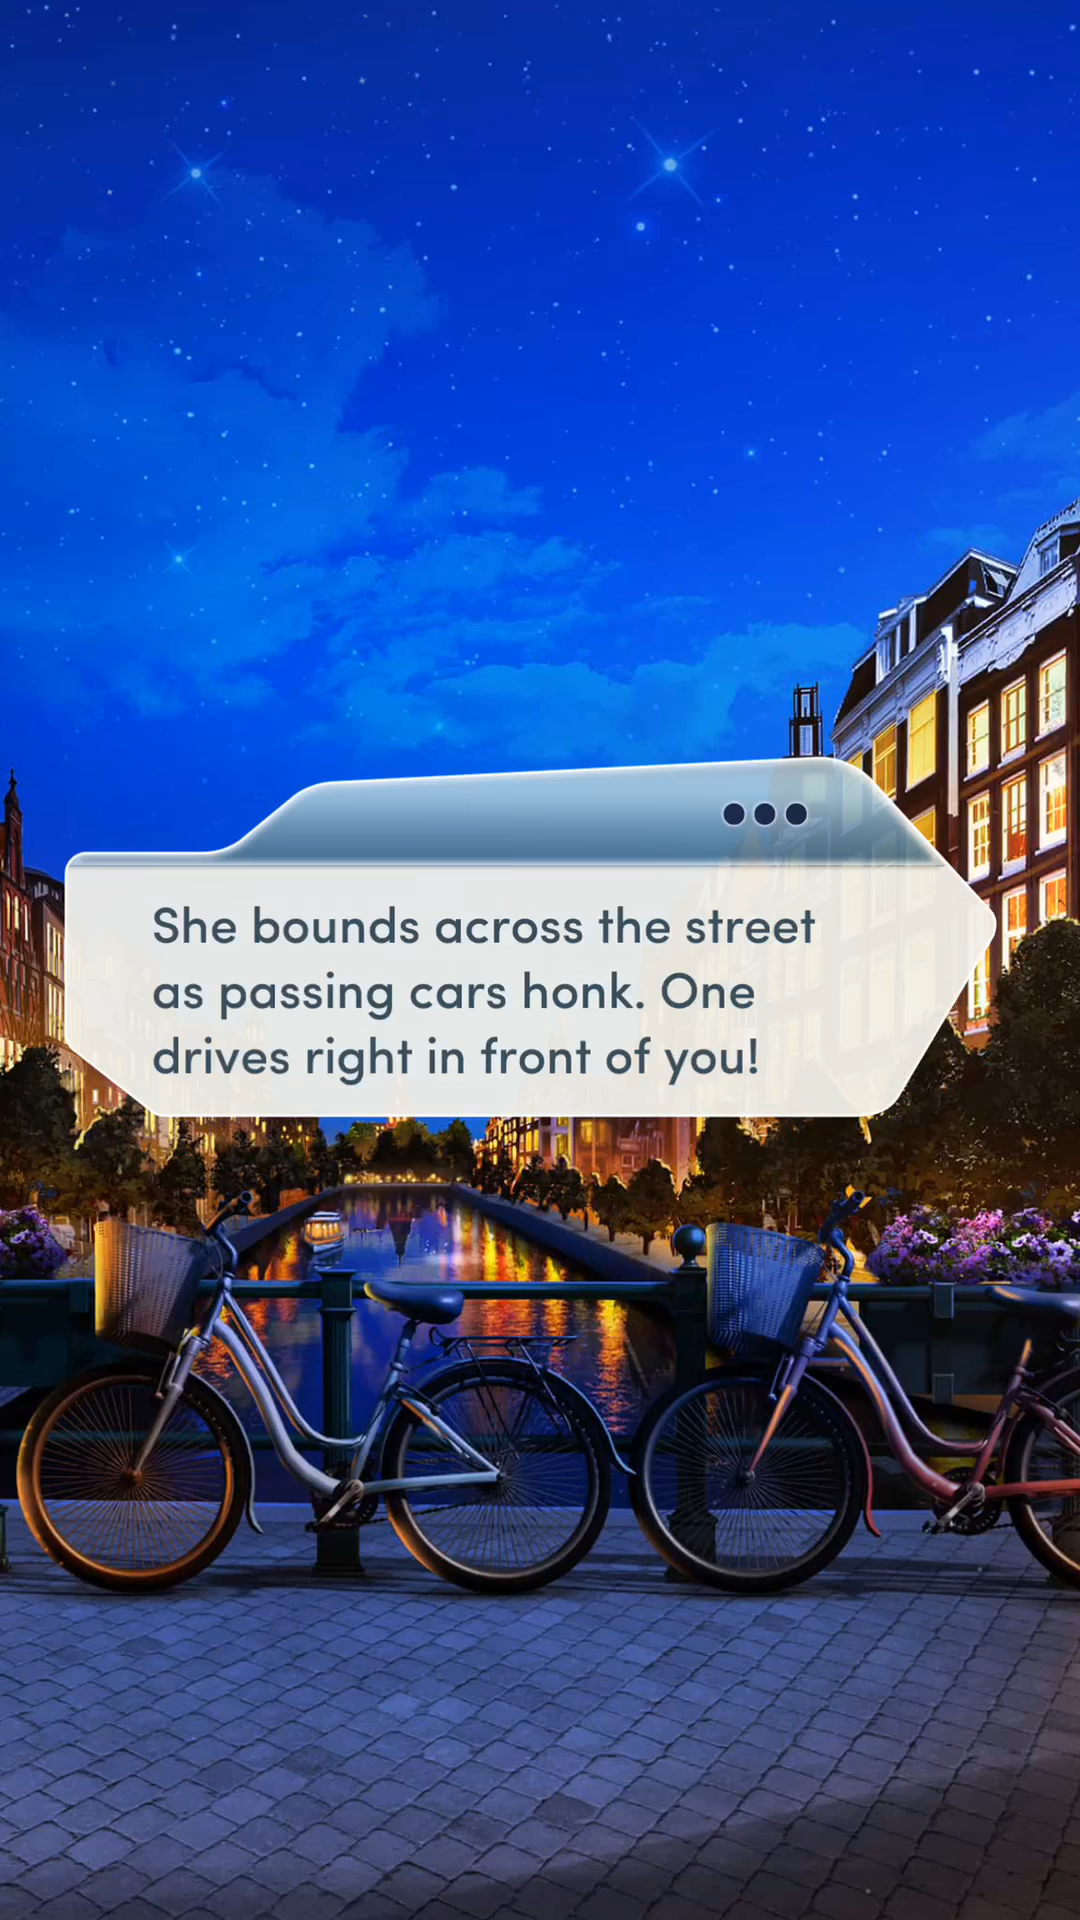 She bounds across the street
as passing cars honk. One
drives right in front of you!